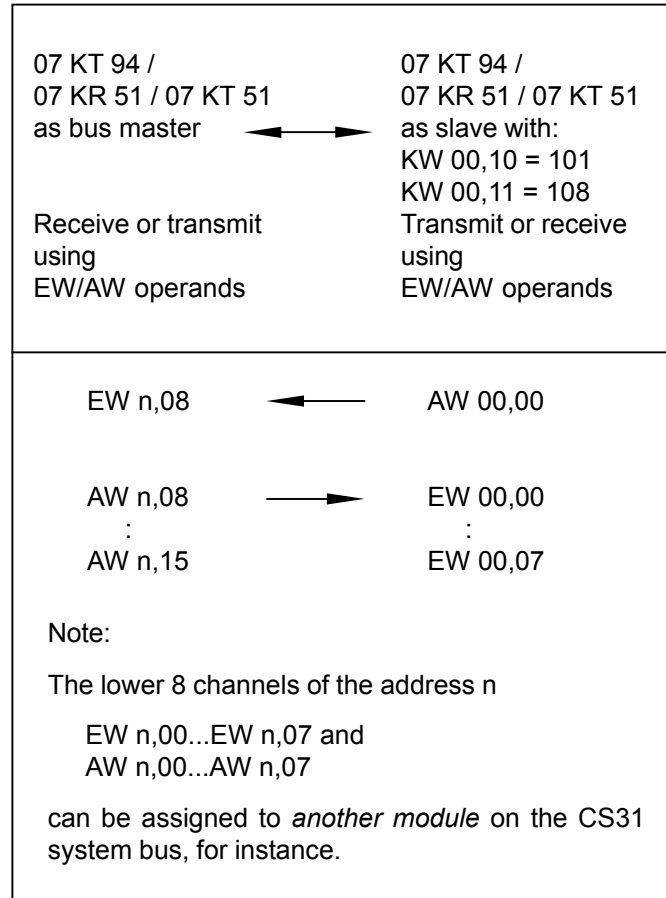 07 KT 94 /
07 KR 51 / 07 KT 51
as bus master
Receive or transmit
using
EW/AW operands
07 KT 94 /
07 KR 51 / 07 KT 51
as slave with:
KW 00,10 = 101
KW 00,11 = 108
Transmit or receive
using
EW/AW operands
EW n,08 AW 00,00
AW n,08 EW 00,00
: :
AW n,15 EW 00,07
Note:
The lower 8 channels of the address n
EW n,00...EW n,07 and
AW n,00...AW n,07
can be assigned to another module on the CS31
system bus, for instance.